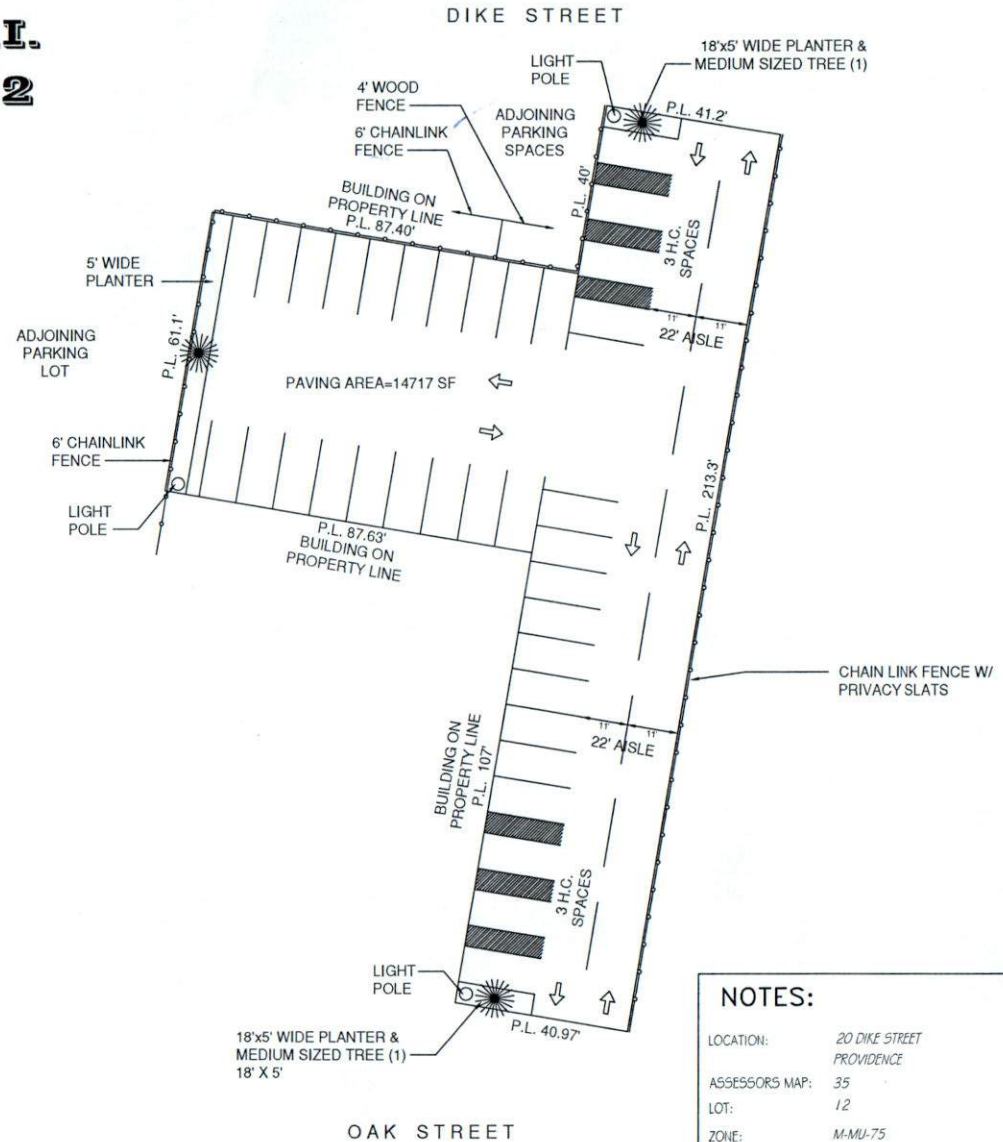 I.
2
DIKE STREET
18'x5' WIDE PLANTER &
MEDIUM SIZED TREE (1)
LIGHT
POLE
4' WOOD
FENCE
6' CHAINLINK
FENCE
ADJOINING
PARKING
SPACES
P.L. 41.2'
P.L. 40'
BUILDING ON
PROPERTY LINE
P.L. 87.40'
3 H.C.
SPACES
5' WIDE
PLANTER
11'
11'
22' AISLE
ADJOINING
PARKING
LOT
P.L. 61.1'
PAVING AREA=14717 SF
6' CHAINLINK
FENCE
LIGHT
POLE
P.L. 213.3'
P.L. 87.63'
BUILDING ON
PROPERTY LINE
CHAIN LINK FENCE W/
PRIVACY SLATS
11'
11'
22' AISLE
BUILDING ON
PROPERTY LINE
P.L. 107'
3 H.C.
SPACES
LIGHT
POLE
P.L. 40.97'
18'x5' WIDE PLANTER &
MEDIUM SIZED TREE (1)
18' X 5'
OAK STREET
NOTES:
LOCATION: 20 DIKE STREET
PROVIDENCE
ASSESSORS MAP: 35
LOT: 12
ZONE: M-MU-75